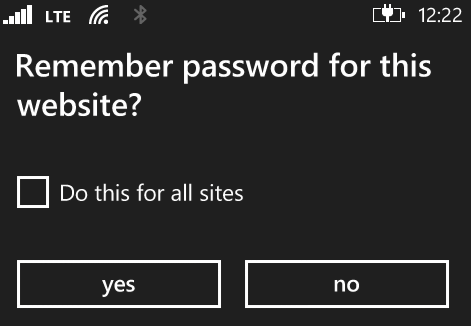 LTE 12:22
Remember password for this
website?
Do this for all sites
yes no